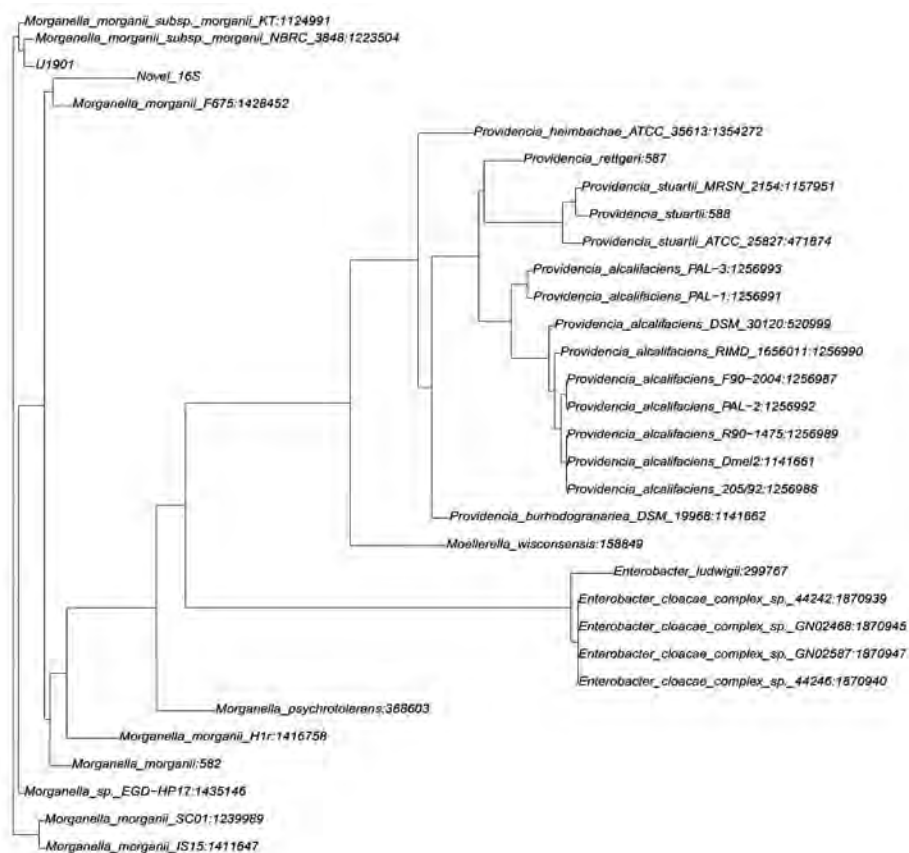 Morganella_morganii_subsp._morganii_KT:1124991
Morganella_morganii_subsp._morganii_NBRC_3848:1223504
U1901
Novel_16S
Morganella_morganii_F675:1428452
Providencia_heimbachae_ATCC_35613:1354272
Providencia_rettgeri:587
Providencia_stuartii_MRSN_2154:1157951
Providencia_stuartii:588
Providencia_stuartii_ATCC_25827:471874
Providencia_alcalifaciens_PAL-3:1256993
Providencia_alcalifaciens_PAL-1:1256991
Providencia_alcalifaciens_DSM_30120:520999
Providencia_alcalifaciens_RIMD_1656011:1256990
Providencia_alcalifaciens_F90-2004:1256987
Providencia_alcalifaciens_PAL-2:1256992
Providencia_alcalifaciens_R90-1475:1256989
Providencia_alcalifaciens_Dmel2:1141661
Providencia_alcalifaciens_205/92:1256988
Providencia_burhodogranariea_DSM_19968:1141662
Moellerella_wisconsensis:158849
Enterobacter_ludwigii:299767
Enterobacter_cloacae_complex_sp._44242:1870939
Enterobacter_cloacae_complex_sp._GN02468:1870945
Enterobacter_cloacae_complex_sp._GN02587:1870947
Enterobacter_cloacae_complex_sp._44246:1870940
Morganella_psychrotolerans:368603
Morganella_morganii_H1r:1416758
Morganella_morganii:582
Morganella_sp._EGD-HP17:1435146
Morganella_morganii_SC01:1239989
Morganella_morganii_IS15:1411647